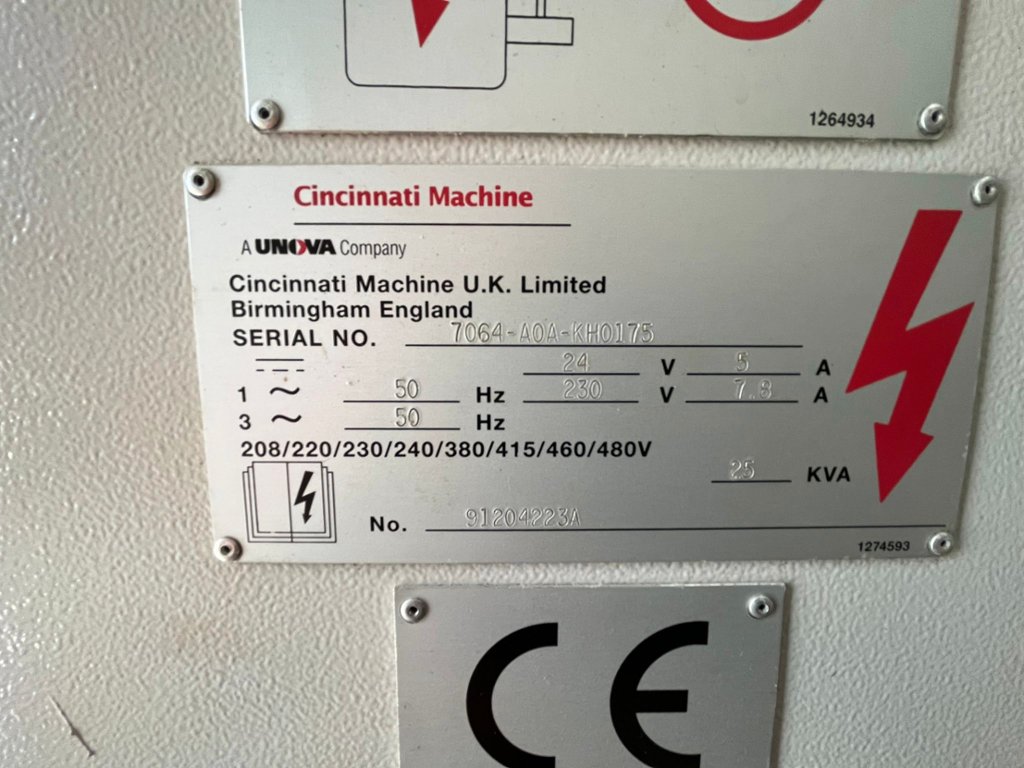 1264934
Cincinnati Machine
A UNOVA Company
Cincinnati Machine U.K. Limited
Birmingham England
SERIAL NO. 7064-A0A-KH0175
24 V 5 A
1 ~ 50 Hz 230 V 7.8 A
3 ~ 50 Hz
208/220/230/240/380/415/460/480V
25 KVA
No. 91204223A
1274593
CE